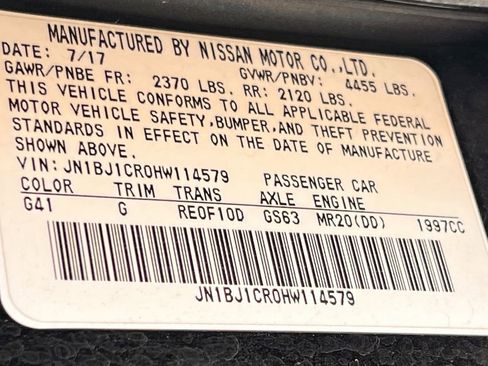 MANUFACTURED BY NISSAN MOTOR CO.,LTD.
DATE: 7/17 GVWR/PNBV: 4455 LBS.
GAWR/PNBE FR: 2370 LBS. RR: 2120 LBS.
THIS VEHICLE CONFORMS TO ALL APPLICABLE FEDERAL
MOTOR VEHICLE SAFETY,BUMPER,AND THEFT PREVENTION
STANDARDS IN EFFECT ON THE DATE OF MANUFACTURE
SHOWN ABOVE.
VIN: JN1BJ1CR0HW114579 PASSENGER CAR
COLOR TRIM TRANS AXLE ENGINE
G41 G RE0F10D GS63 MR20(DD) 1997CC
JN1BJ1CR0HW114579